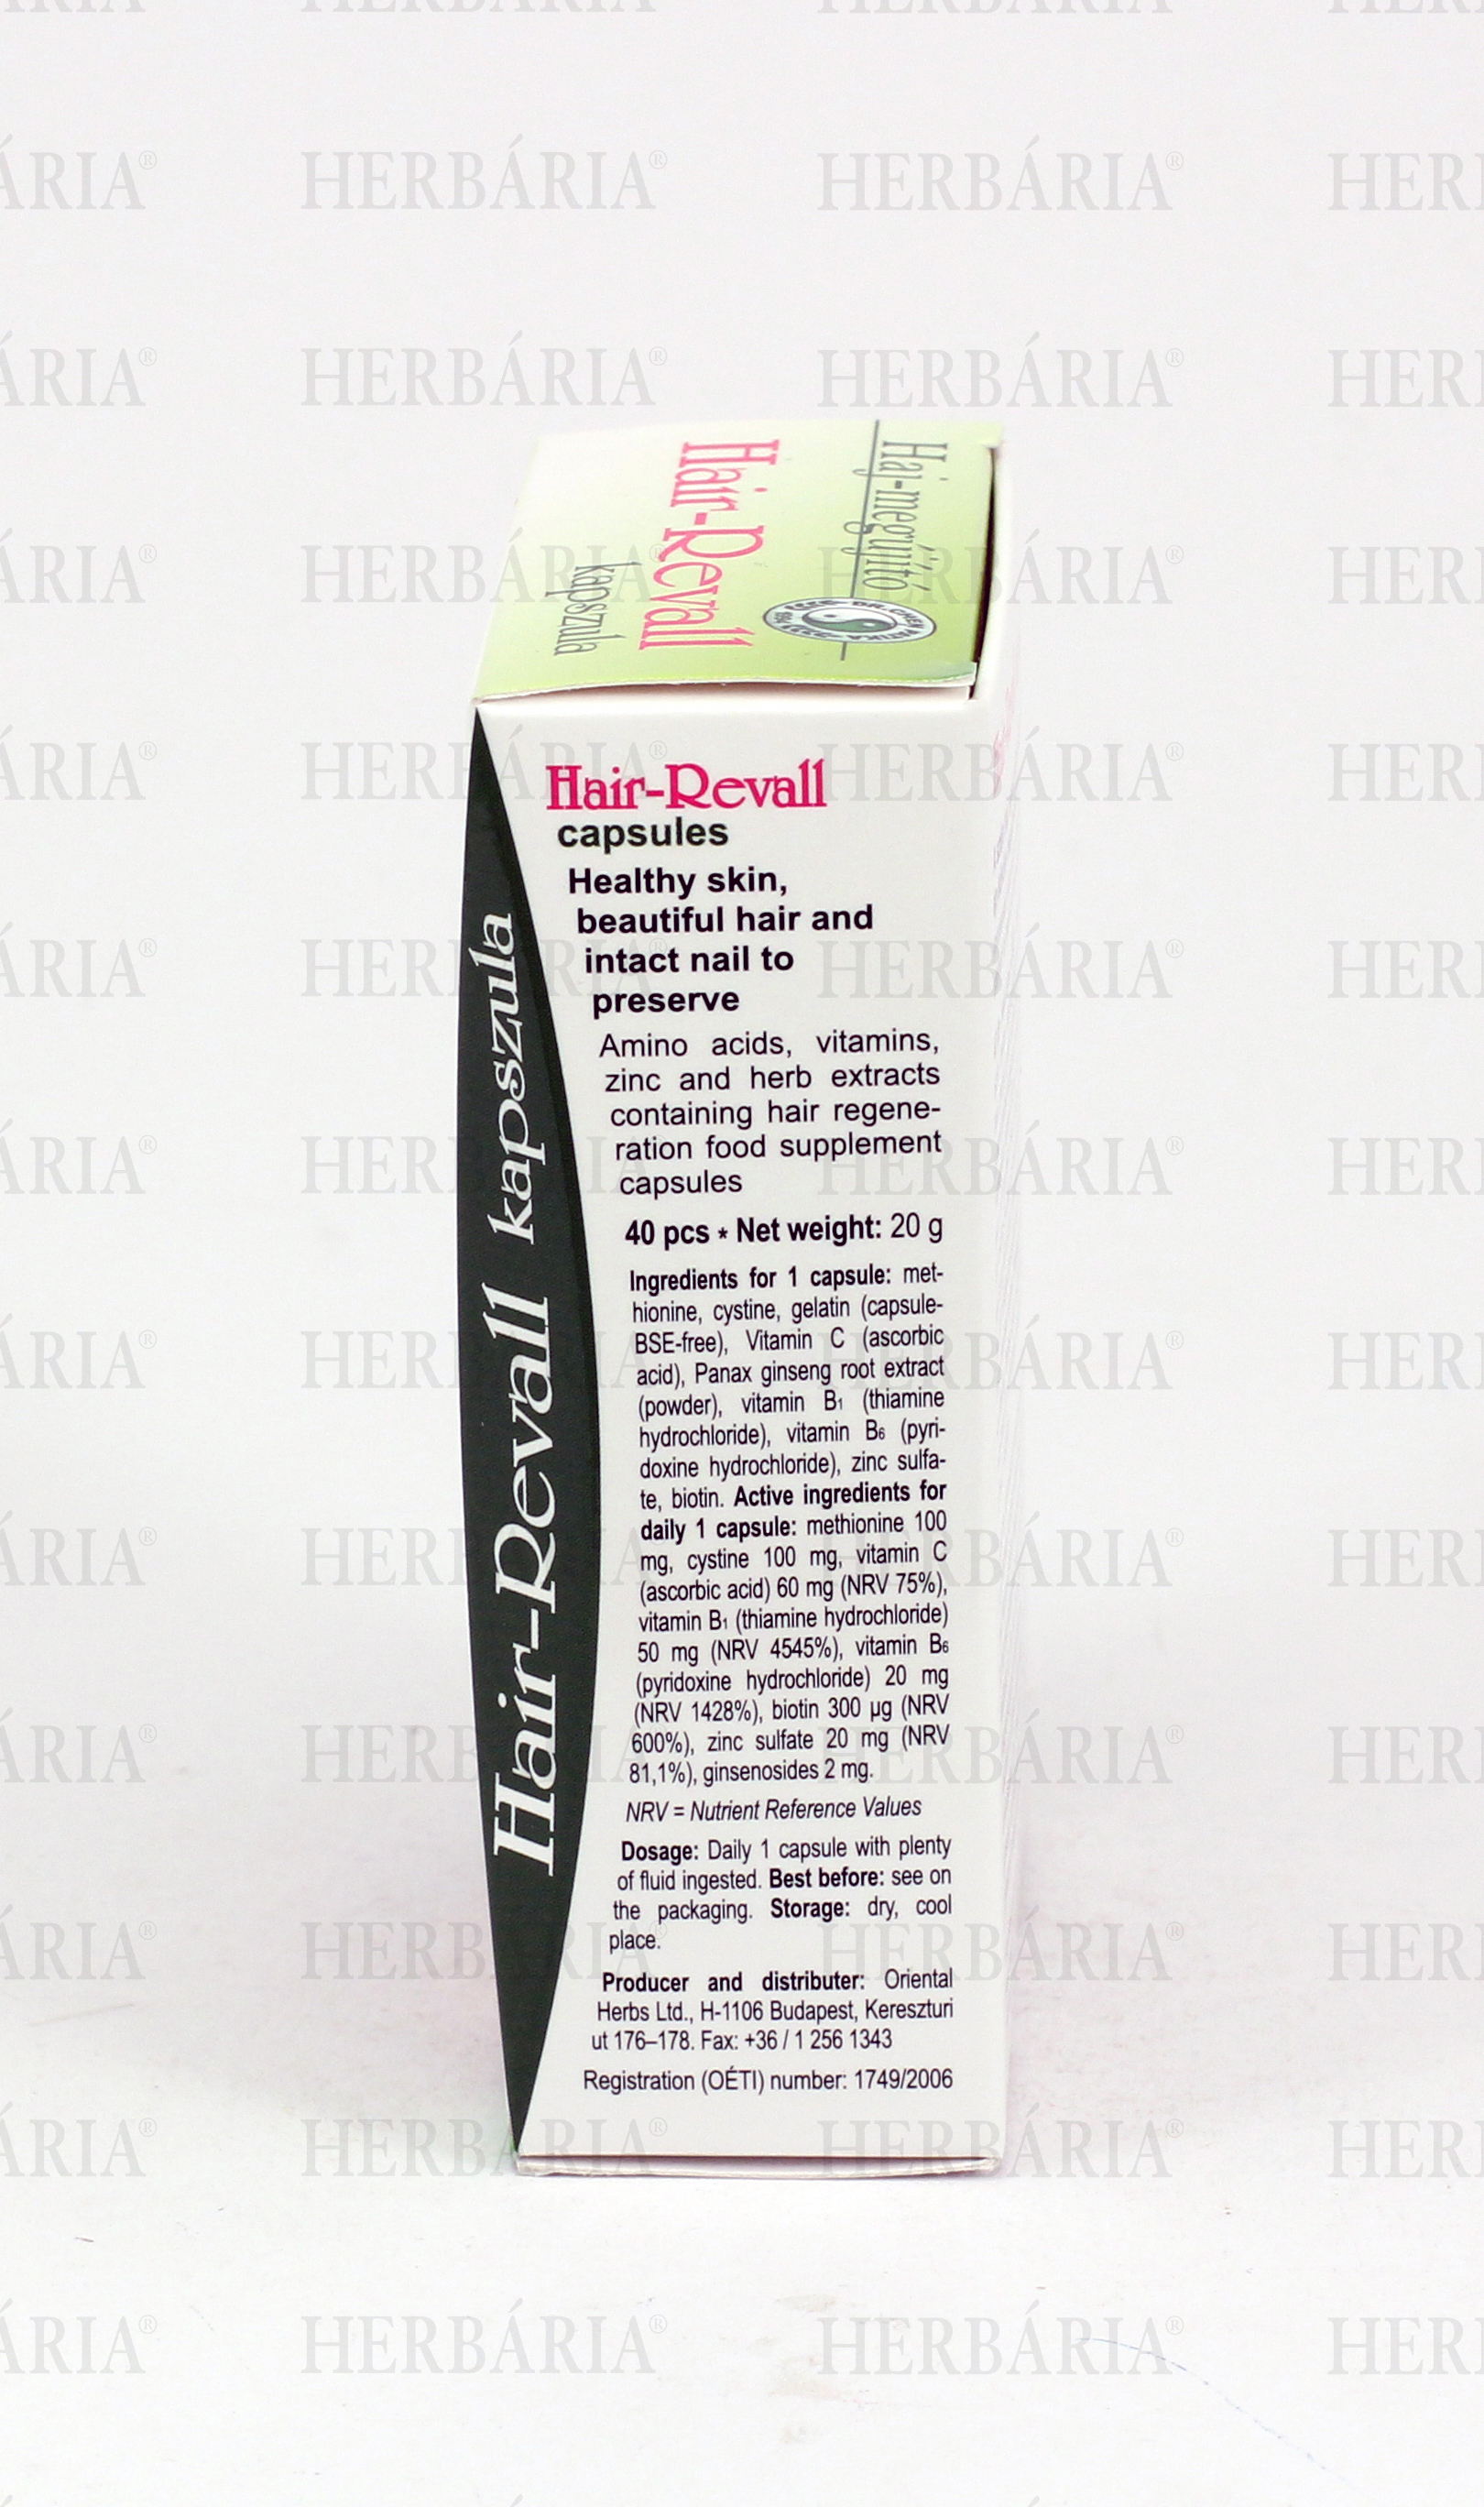 HERBÁRIA®
Haj-megújító
Hair-Revall
kapszula
DR. CHEN PATIKA
Hair-Revall kapszula
Hair-Revall
capsules
Healthy skin,
beautiful hair and
intact nail to
preserve
Amino acids, vitamins,
zinc and herb extracts
containing hair regene-
ration food supplement
capsules
40 pcs * Net weight: 20 g
Ingredients for 1 capsule: met-
hionine, cystine, gelatin (capsule-
BSE-free), Vitamin C (ascorbic
acid), Panax ginseng root extract
(powder), vitamin B1 (thiamine
hydrochloride), vitamin B6 (pyri-
doxine hydrochloride), zinc sulfa-
te, biotin. Active ingredients for
daily 1 capsule: methionine 100
mg, cystine 100 mg, vitamin C
(ascorbic acid) 60 mg (NRV 75%),
vitamin B1 (thiamine hydrochloride)
50 mg (NRV 4545%), vitamin B6
(pyridoxine hydrochloride) 20 mg
(NRV 1428%), biotin 300 µg (NRV
600%), zinc sulfate 20 mg (NRV
81,1%), ginsenosides 2 mg.
NRV = Nutrient Reference Values
Dosage: Daily 1 capsule with plenty
of fluid ingested. Best before: see on
the packaging. Storage: dry, cool
place.
Producer and distributer: Oriental
Herbs Ltd., H-1106 Budapest, Kereszturi
ut 176–178. Fax: +36 / 1 256 1343
Registration (OÉTI) number: 1749/2006